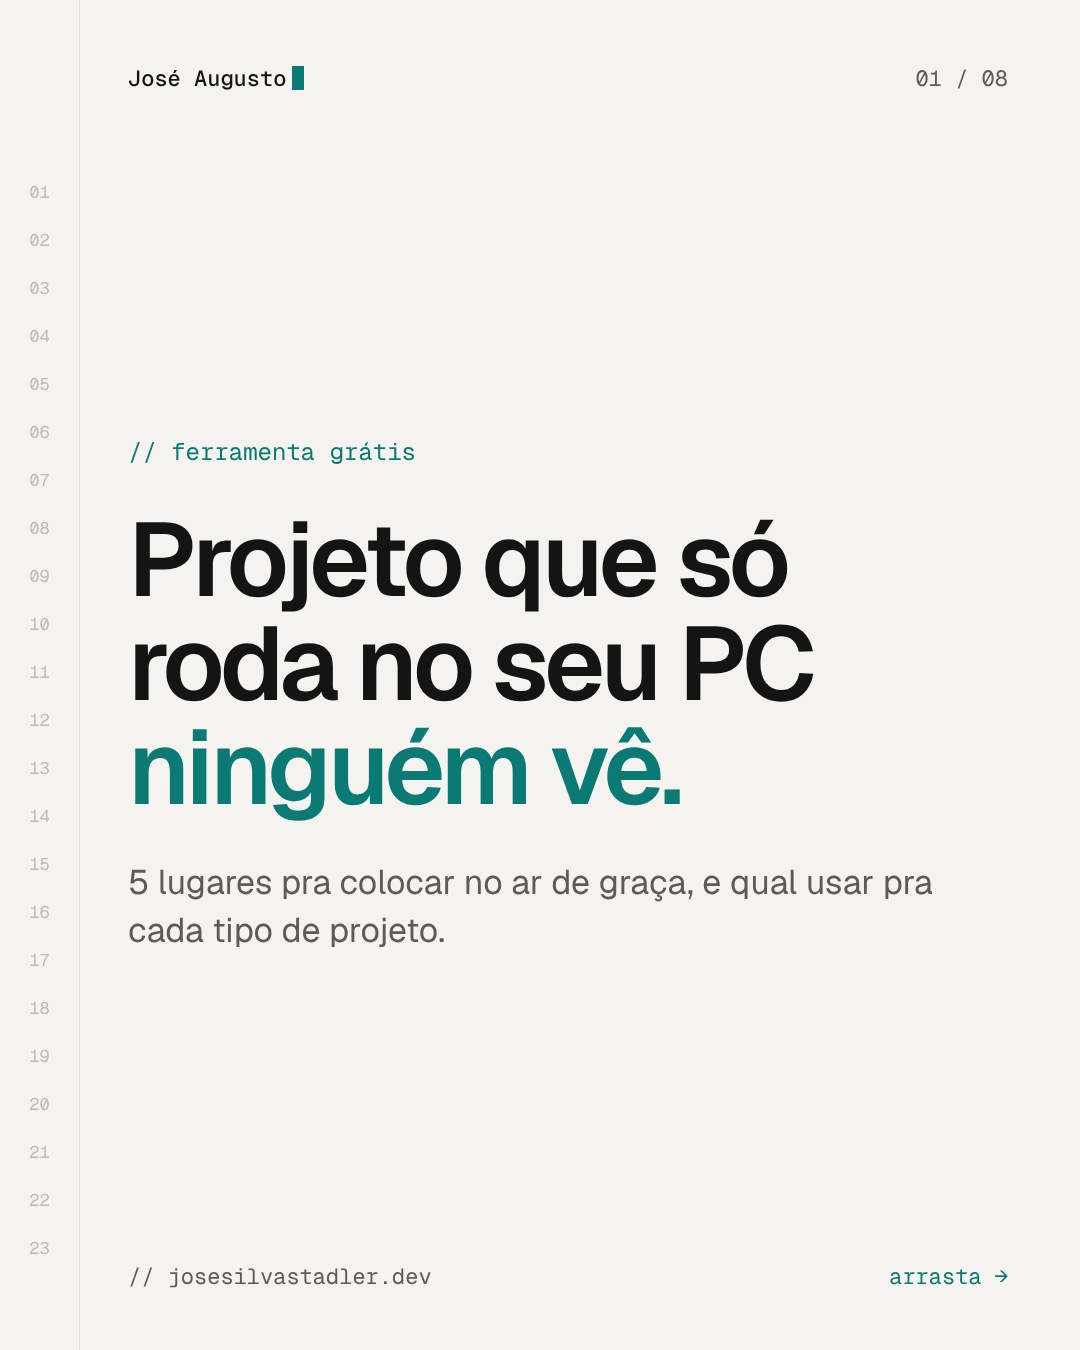 José Augusto
01 / 08
01
02
03
04
05
06
07
08
09
10
11
12
13
14
15
16
17
18
19
20
21
22
23
// ferramenta grátis
Projeto que só
roda no seu PC
ninguém vê.
5 lugares pra colocar no ar de graça, e qual usar pra
cada tipo de projeto.
// josesilvastadler.dev
arrasta →